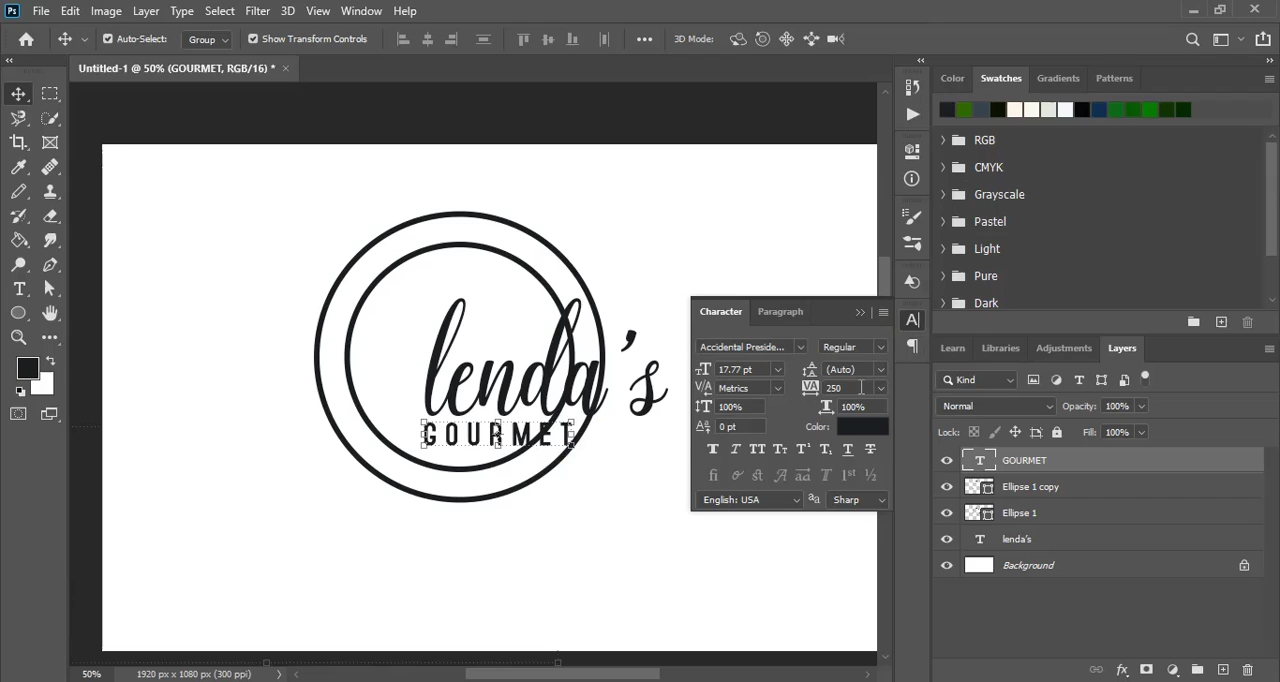 Ps File Edit Image Layer Type Select Filter 3D View Window Help
Auto-Select: Group Show Transform Controls 3D Mode:
Untitled-1 @ 50% (GOURMET, RGB/16) *
Color Swatches Gradients Patterns
RGB
CMYK
Grayscale
Pastel
Light
Pure
Dark
lenda's
GOURMET
Character Paragraph
Accidental Preside... Regular
17.77 pt (Auto)
Metrics 250
100% 100%
0 pt Color:
English: USA Sharp
Learn Libraries Adjustments Layers
Kind
Normal Opacity: 100%
Lock: Fill: 100%
GOURMET
Ellipse 1 copy
Ellipse 1
lenda's
Background
50% 1920 px x 1080 px (300 ppi)